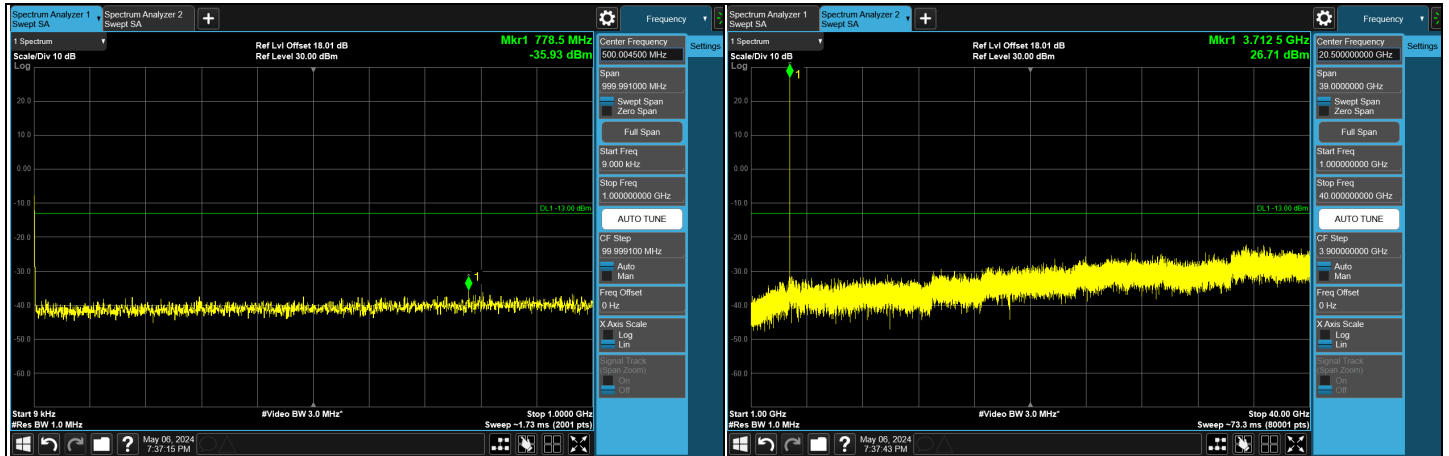 Spectrum Analyzer 1
Swept SA
Spectrum Analyzer 2
Swept SA
+
Frequency
1 Spectrum
Scale/Div 10 dB
Log
Ref Lvl Offset 18.01 dB
Ref Level 30.00 dBm
Mkr1 778.5 MHz
-35.93 dBm
20.0
10.0
0.00
-10.0
-20.0
-30.0
-40.0
-50.0
-60.0
DL1 -13.00 dBm
1
Start 9 kHz
#Res BW 1.0 MHz
#Video BW 3.0 MHz*
Stop 1.0000 GHz
Sweep ~1.73 ms (2001 pts)
Center Frequency
500.004500 MHz
Settings
Span
999.991000 MHz
Swept Span
Zero Span
Full Span
Start Freq
9.000 kHz
Stop Freq
1.000000000 GHz
AUTO TUNE
CF Step
99.999100 MHz
Auto
Man
Freq Offset
0 Hz
X Axis Scale
Log
Lin
Signal Track
(Span Zoom)
On
Off
?
May 06, 2024
7:37:15 PM
Spectrum Analyzer 1
Swept SA
Spectrum Analyzer 2
Swept SA
+
Frequency
1 Spectrum
Scale/Div 10 dB
Log
Ref Lvl Offset 18.01 dB
Ref Level 30.00 dBm
Mkr1 3.712 5 GHz
26.71 dBm
1
20.0
10.0
0.00
-10.0
-20.0
-30.0
-40.0
-50.0
-60.0
DL1 -13.00 dBm
Start 1.00 GHz
#Res BW 1.0 MHz
#Video BW 3.0 MHz*
Stop 40.00 GHz
Sweep ~73.3 ms (80001 pts)
Center Frequency
20.500000000 GHz
Settings
Span
39.0000000 GHz
Swept Span
Zero Span
Full Span
Start Freq
1.000000000 GHz
Stop Freq
40.000000000 GHz
AUTO TUNE
CF Step
3.900000000 GHz
Auto
Man
Freq Offset
0 Hz
X Axis Scale
Log
Lin
Signal Track
(Span Zoom)
On
Off
?
May 06, 2024
7:37:43 PM